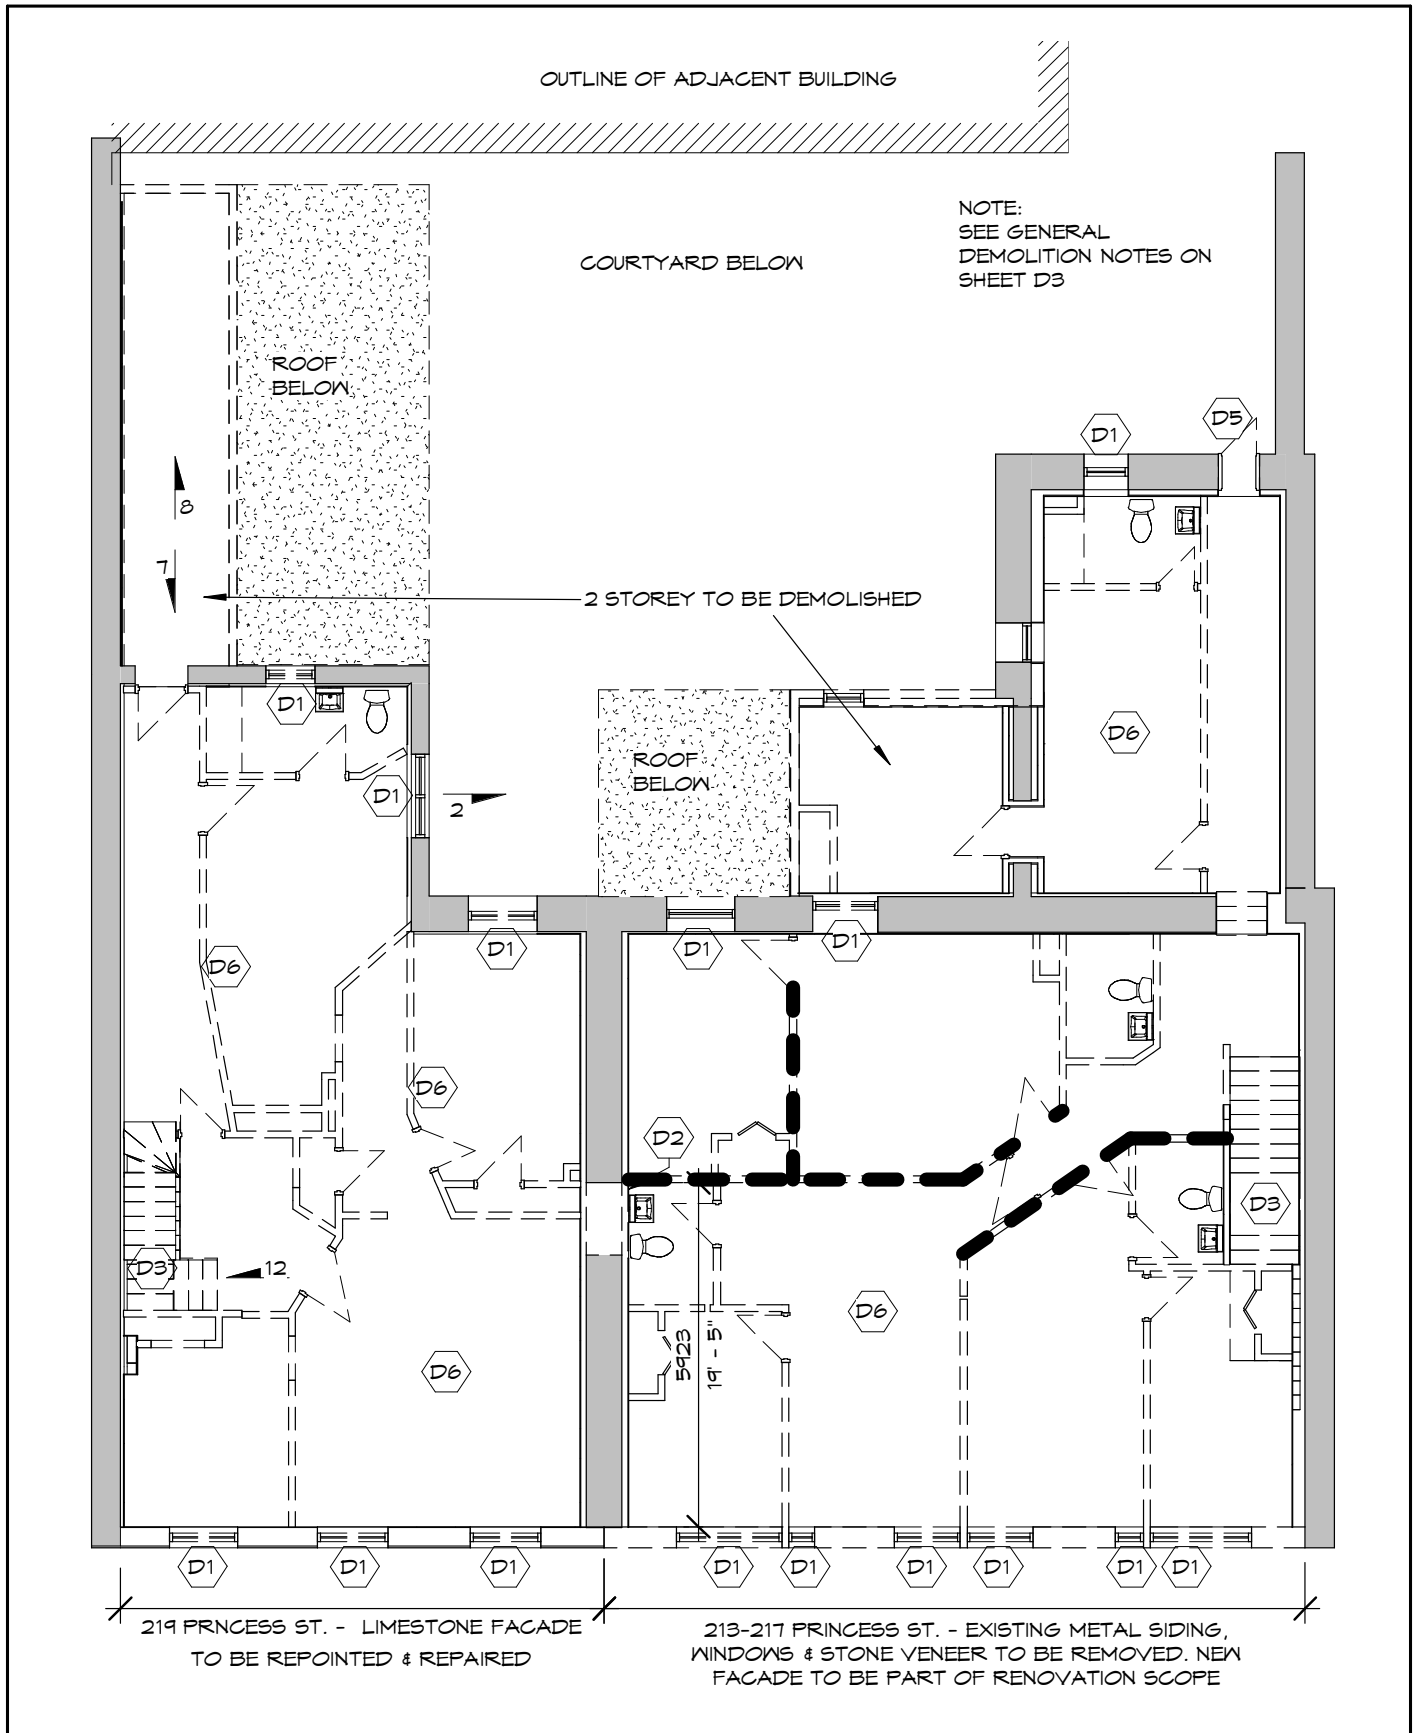 OUTLINE OF ADJACENT BUILDING
NOTE:
SEE GENERAL
DEMOLITION NOTES ON
SHEET D3
COURTYARD BELOW
ROOF
BELOW
D1
D5
8
7
2 STOREY TO BE DEMOLISHED
D1
D6
ROOF
BELOW
D1
2
D1
D1
D1
D6
D6
D2
D3
D3
12
D6
5923
19' - 5"
D6
D1
D1
D1
D1
D1
D1
D1
D1
D1
219 PRNCESS ST. - LIMESTONE FACADE
TO BE REPOINTED & REPAIRED
213-217 PRINCESS ST. - EXISTING METAL SIDING,
WINDOWS & STONE VENEER TO BE REMOVED. NEW
FACADE TO BE PART OF RENOVATION SCOPE